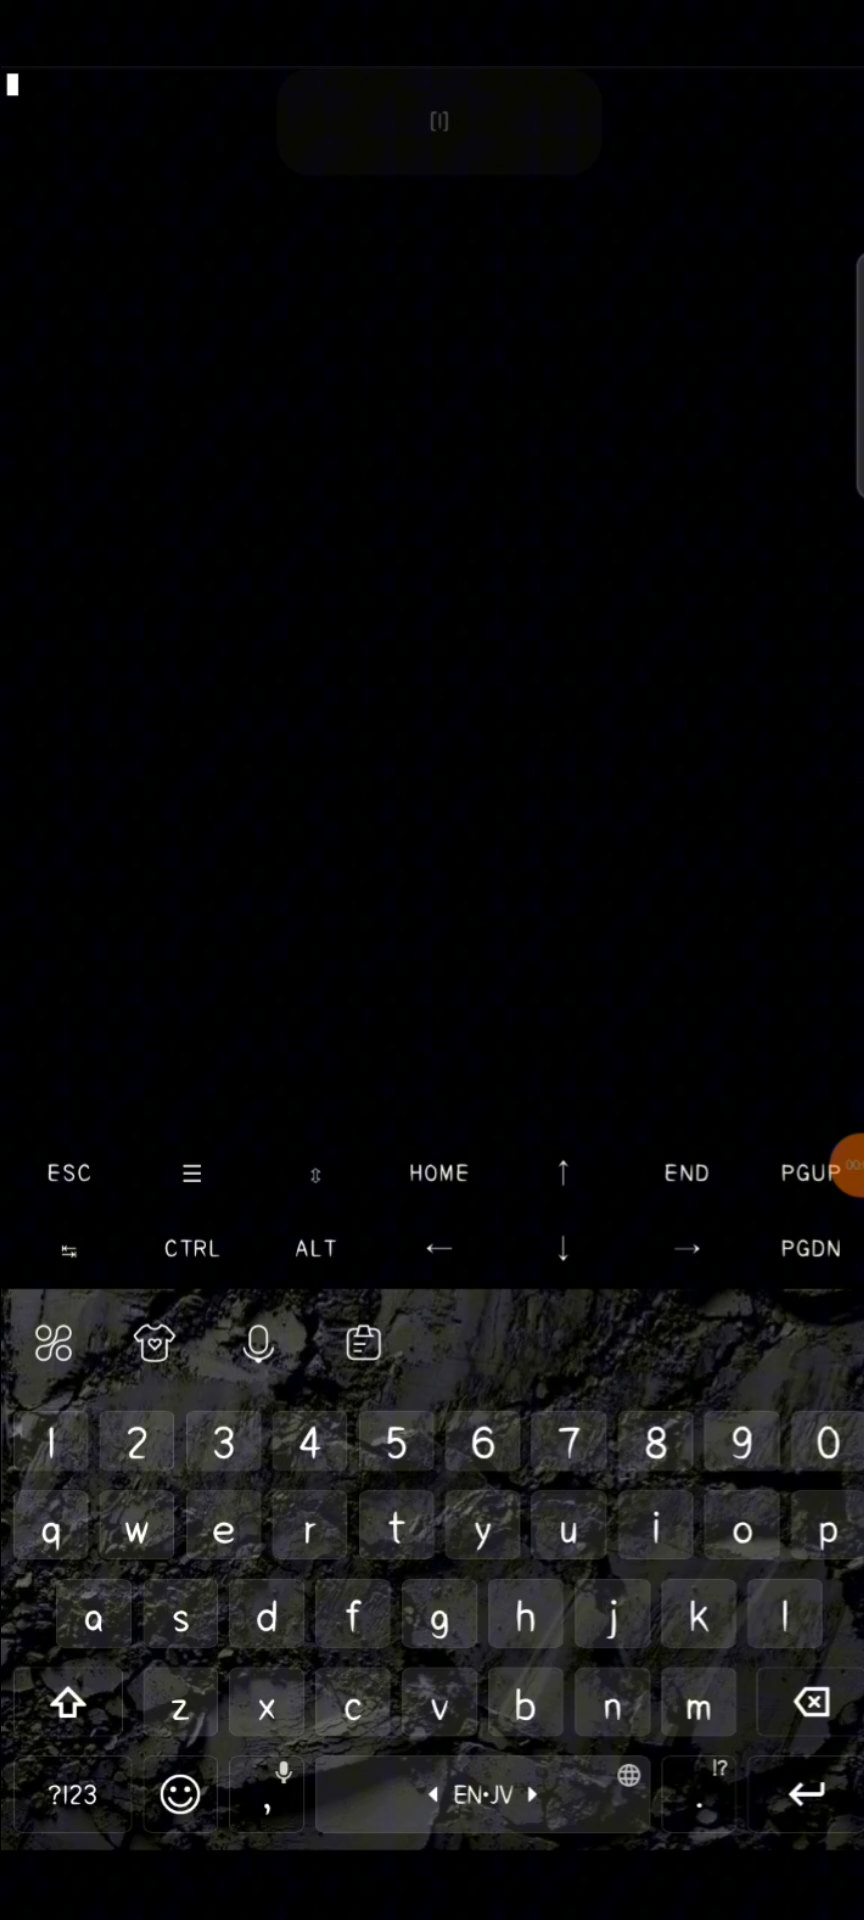 [I]
ESC ☰ ⇳ HOME ↑ END PGUP
↹ CTRL ALT ← ↓ → PGDN
1 2 3 4 5 6 7 8 9 0
q w e r t y u i o p
a s d f g h j k l
z x c v b n m
?123 , ◀ EN•JV ▶ . !?